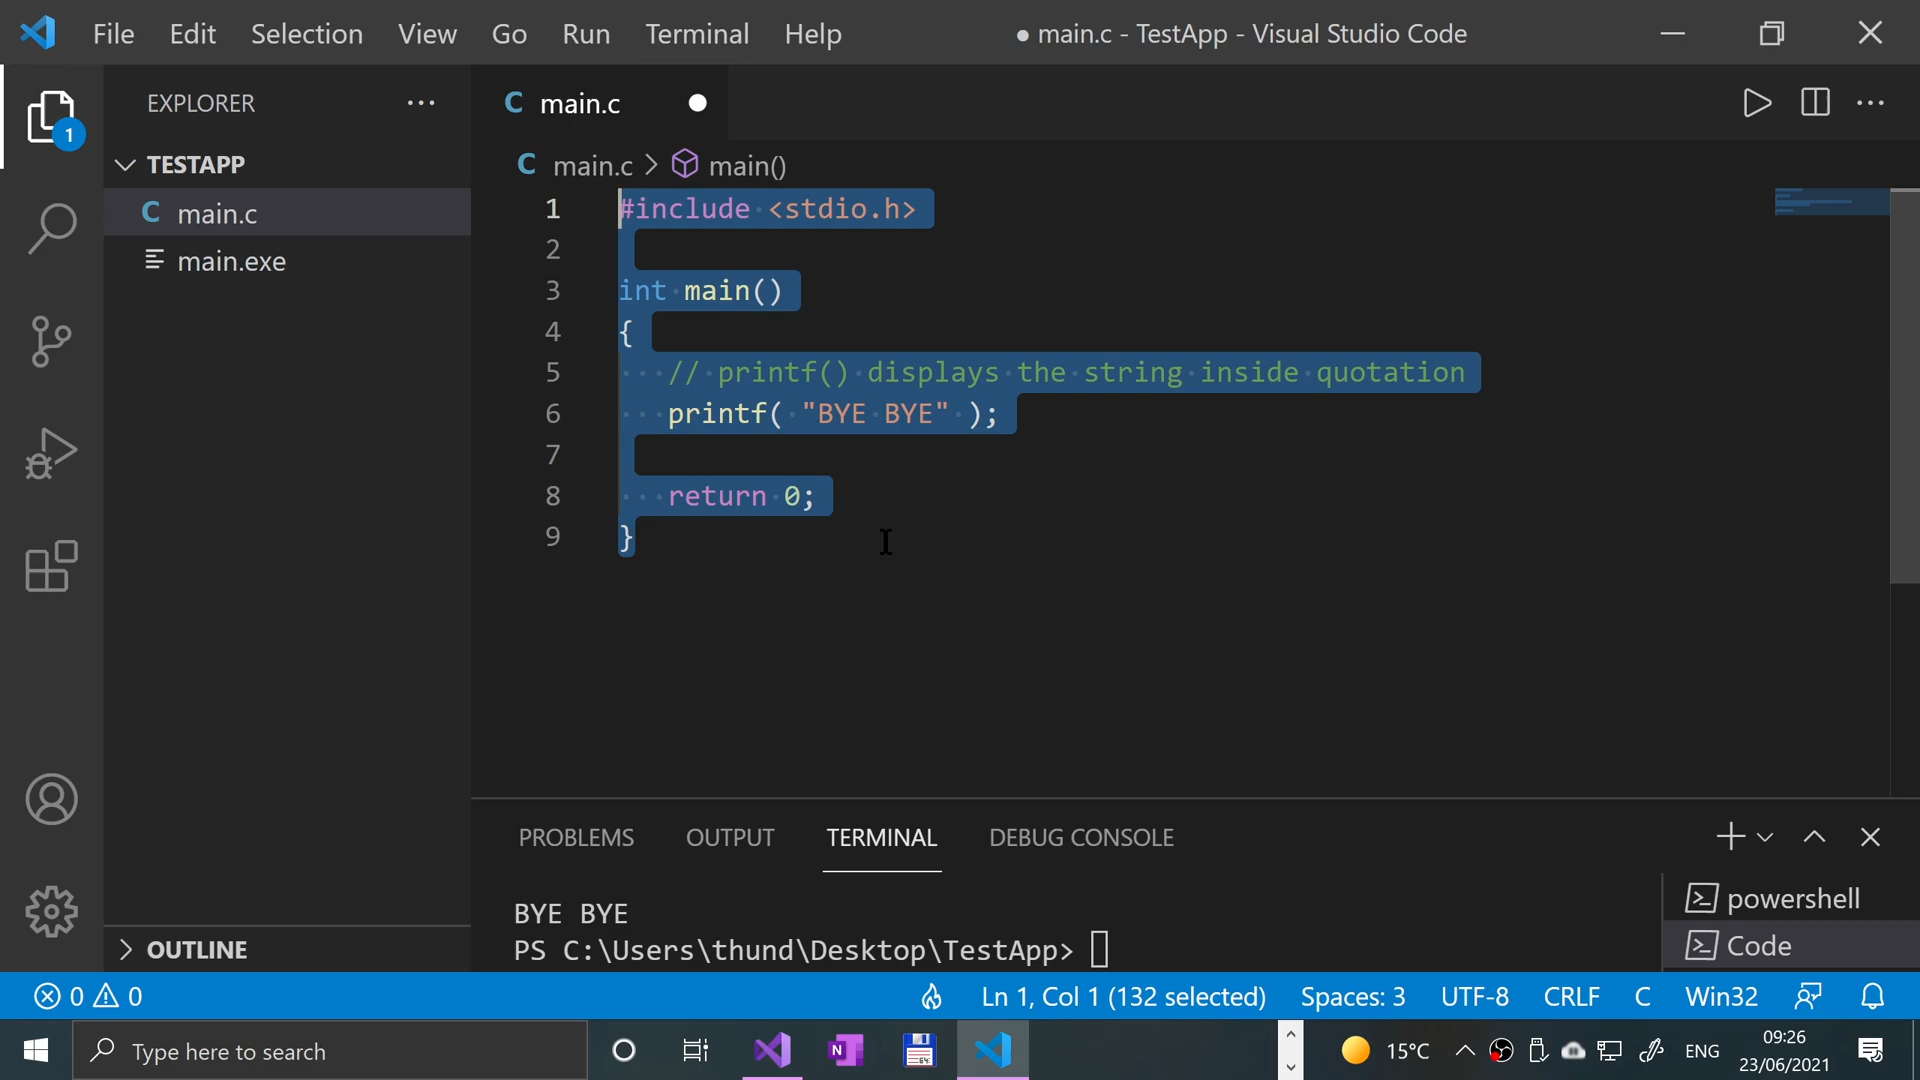 File Edit Selection View Go Run Terminal Help ● main.c - TestApp - Visual Studio Code
EXPLORER
C main.c
1
TESTAPP
C main.c > main()
C main.c
main.exe
1 #include <stdio.h>
2
3 int main()
4 {
5 // printf() displays the string inside quotation
6 printf( "BYE BYE" );
7
8 return 0;
9 }
PROBLEMS OUTPUT TERMINAL DEBUG CONSOLE
BYE BYE
PS C:\Users\thund\Desktop\TestApp>
powershell
Code
OUTLINE
0 0 Ln 1, Col 1 (132 selected) Spaces: 3 UTF-8 CRLF C Win32
Type here to search
N
64
15°C ENG
09:26
23/06/2021